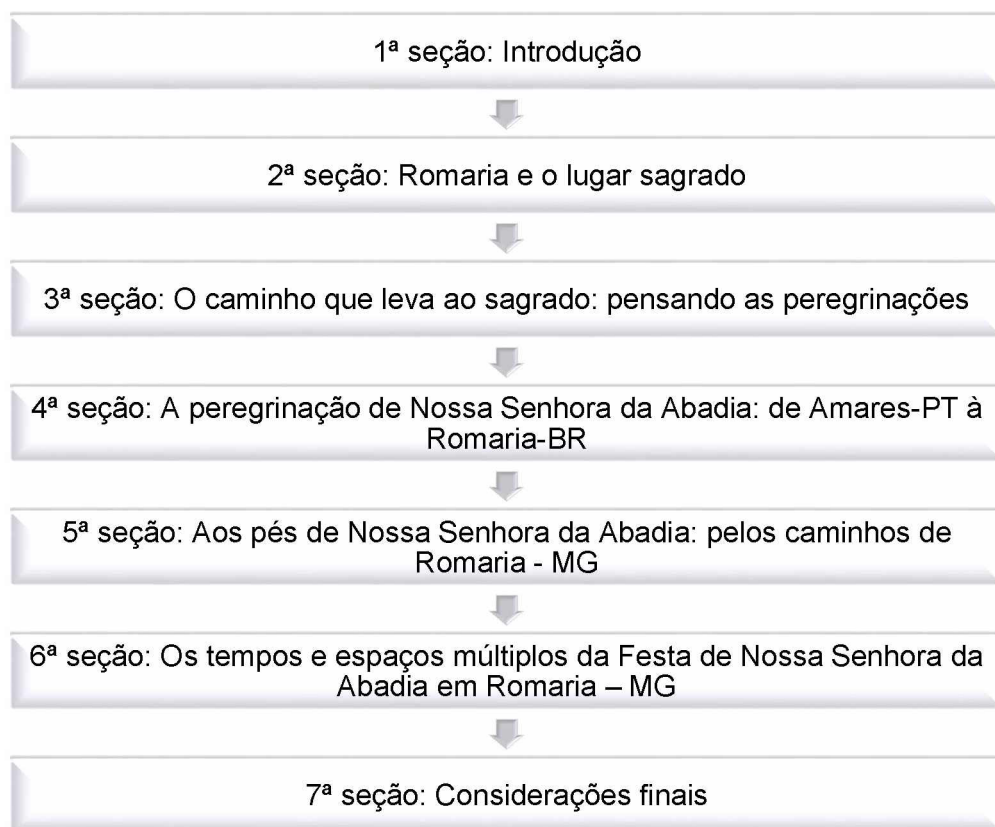 1ª seção: Introdução
2ª seção: Romaria e o lugar sagrado
3ª seção: O caminho que leva ao sagrado: pensando as peregrinações
4ª seção: A peregrinação de Nossa Senhora da Abadia: de Amares-PT à
Romaria-BR
5ª seção: Aos pés de Nossa Senhora da Abadia: pelos caminhos de
Romaria - MG
6ª seção: Os tempos e espaços múltiplos da Festa de Nossa Senhora da
Abadia em Romaria – MG
7ª seção: Considerações finais